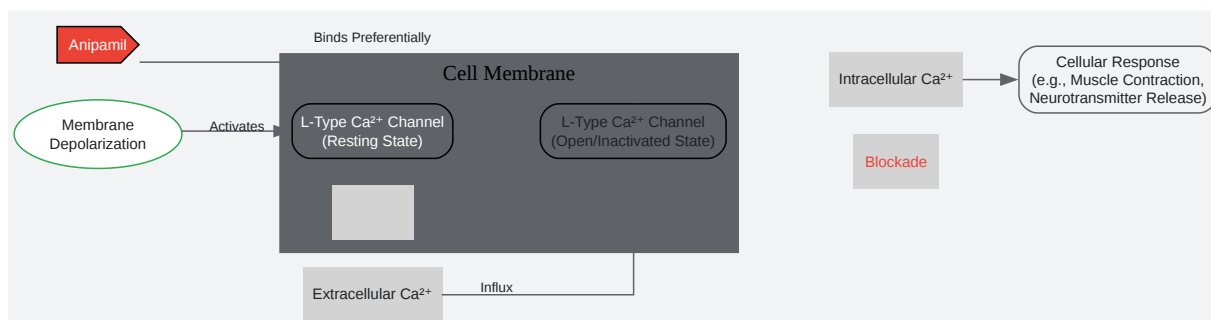 Anipamil
Binds Preferentially
Cell Membrane
Membrane
Depolarization
Activates
L-Type Ca²⁺ Channel
(Resting State)
L-Type Ca²⁺ Channel
(Open/Inactivated State)
Extracellular Ca²⁺
Influx
Intracellular Ca²⁺
Cellular Response
(e.g., Muscle Contraction,
Neurotransmitter Release)
Blockade